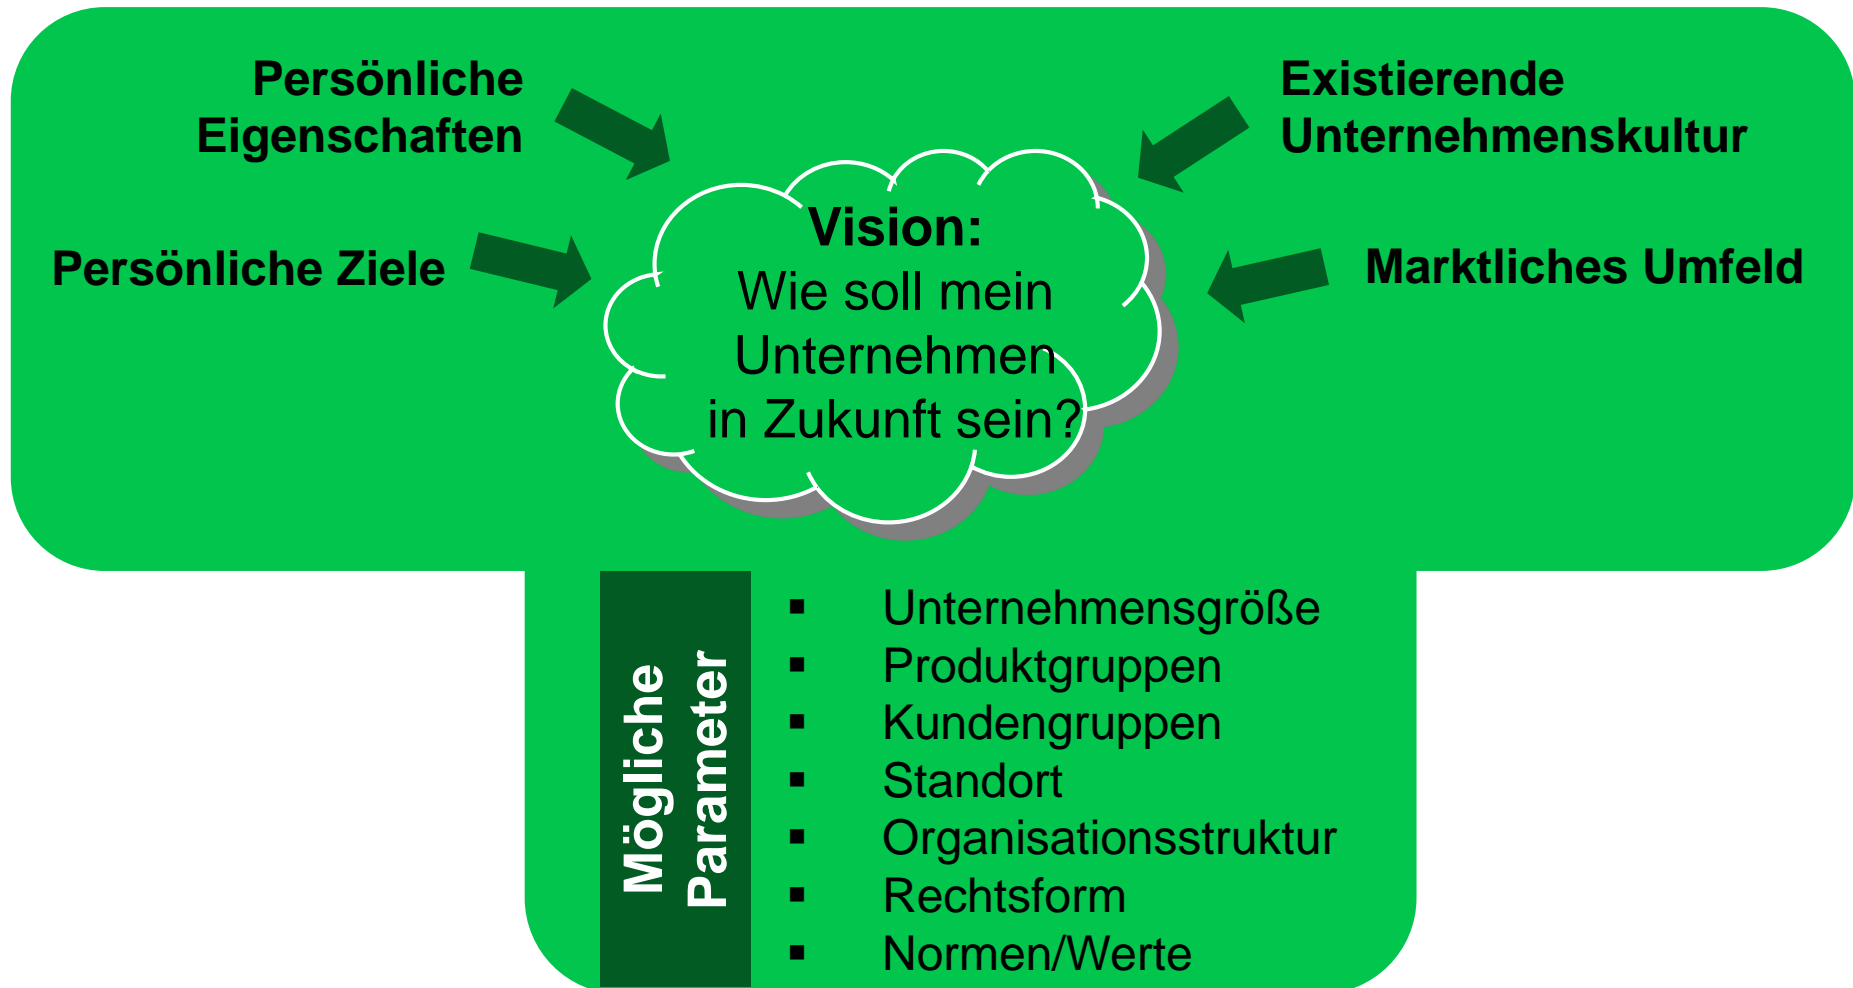 Persönliche
Eigenschaften
Persönliche Ziele
Existierende
Unternehmenskultur
Marktliches Umfeld
Vision:
Wie soll mein
Unternehmen
in Zukunft sein?
Mögliche
Parameter
▪ Unternehmensgröße
▪ Produktgruppen
▪ Kundengruppen
▪ Standort
▪ Organisationsstruktur
▪ Rechtsform
▪ Normen/Werte